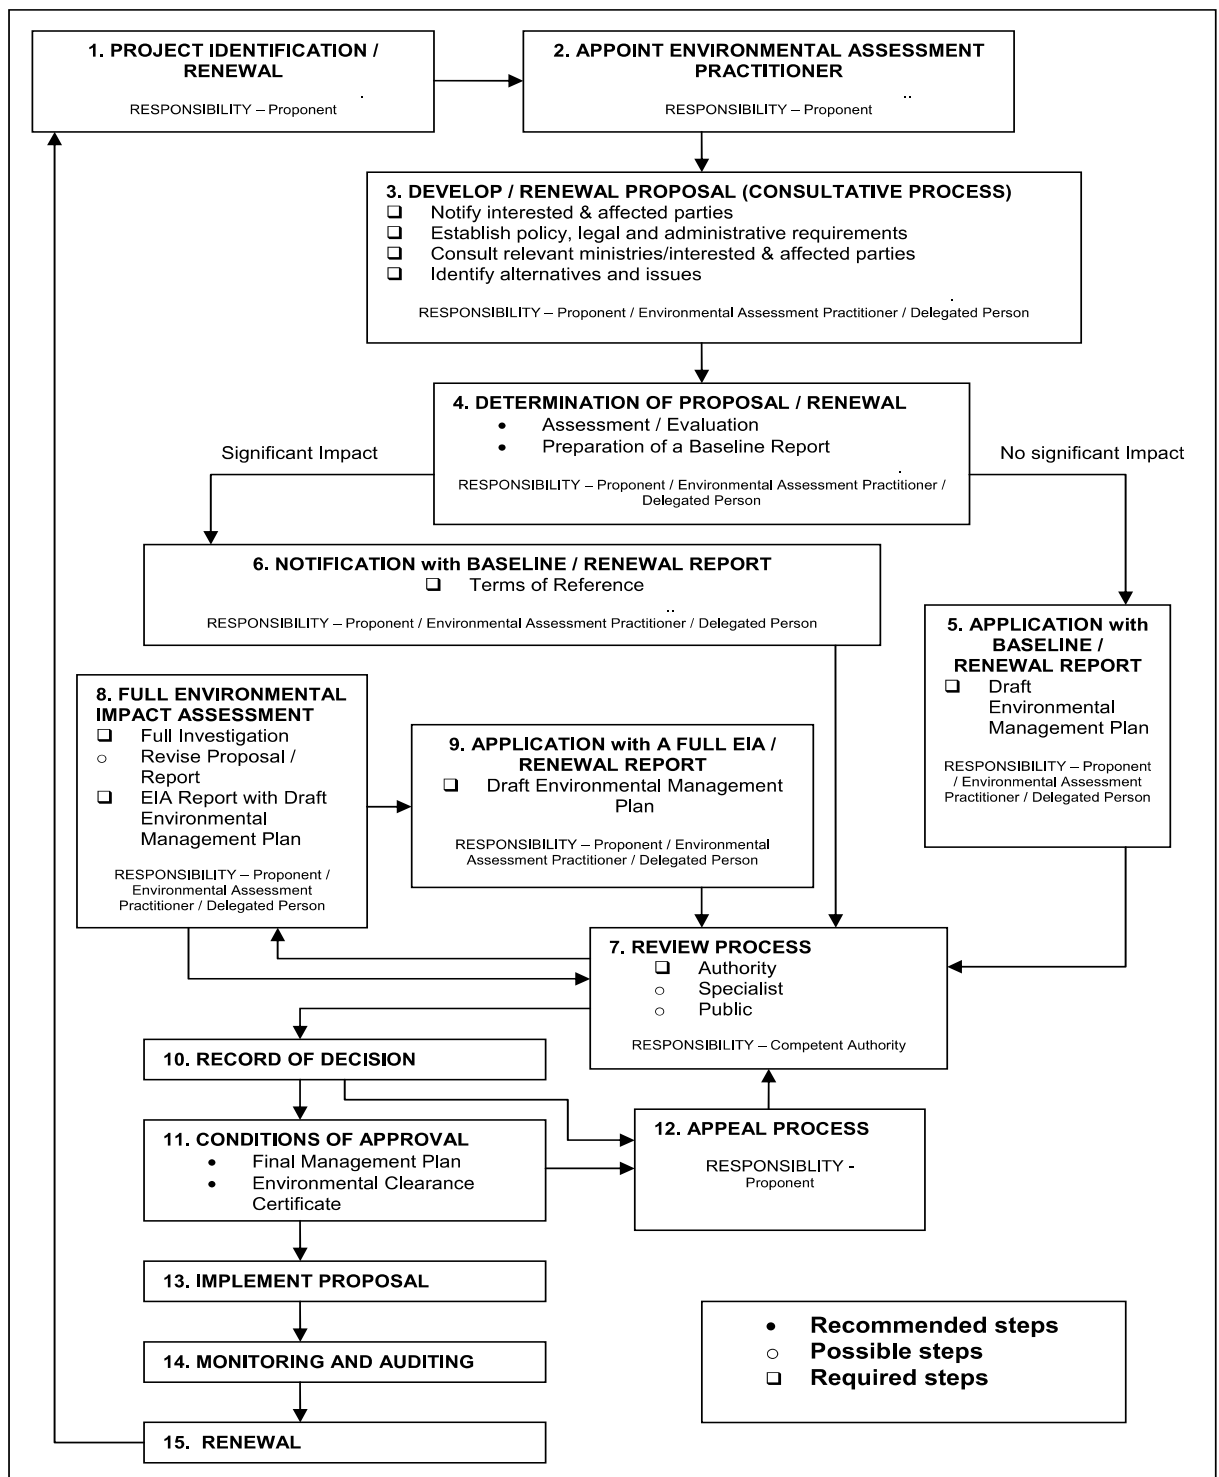 1. PROJECT IDENTIFICATION /
RENEWAL
RESPONSIBILITY – Proponent
2. APPOINT ENVIRONMENTAL ASSESSMENT
PRACTITIONER
RESPONSIBILITY – Proponent
3. DEVELOP / RENEWAL PROPOSAL (CONSULTATIVE PROCESS)
❑ Notify interested & affected parties
❑ Establish policy, legal and administrative requirements
❑ Consult relevant ministries/interested & affected parties
❑ Identify alternatives and issues
RESPONSIBILITY – Proponent / Environmental Assessment Practitioner / Delegated Person
4. DETERMINATION OF PROPOSAL / RENEWAL
• Assessment / Evaluation
• Preparation of a Baseline Report
RESPONSIBILITY – Proponent / Environmental Assessment Practitioner /
Delegated Person
Significant Impact
No significant Impact
6. NOTIFICATION with BASELINE / RENEWAL REPORT
❑ Terms of Reference
RESPONSIBILITY – Proponent / Environmental Assessment Practitioner / Delegated Person
5. APPLICATION with
BASELINE /
RENEWAL REPORT
❑ Draft
Environmental
Management Plan
RESPONSIBILITY – Proponent
/ Environmental Assessment
Practitioner / Delegated Person
8. FULL ENVIRONMENTAL
IMPACT ASSESSMENT
❑ Full Investigation
○ Revise Proposal /
Report
❑ EIA Report with Draft
Environmental
Management Plan
RESPONSIBILITY – Proponent /
Environmental Assessment
Practitioner / Delegated Person
9. APPLICATION with A FULL EIA /
RENEWAL REPORT
❑ Draft Environmental Management
Plan
RESPONSIBILITY – Proponent / Environmental
Assessment Practitioner / Delegated Person
7. REVIEW PROCESS
❑ Authority
○ Specialist
○ Public
RESPONSIBILITY – Competent Authority
10. RECORD OF DECISION
11. CONDITIONS OF APPROVAL
• Final Management Plan
• Environmental Clearance
Certificate
12. APPEAL PROCESS
RESPONSIBLITY -
Proponent
13. IMPLEMENT PROPOSAL
14. MONITORING AND AUDITING
15. RENEWAL
• Recommended steps
○ Possible steps
❑ Required steps